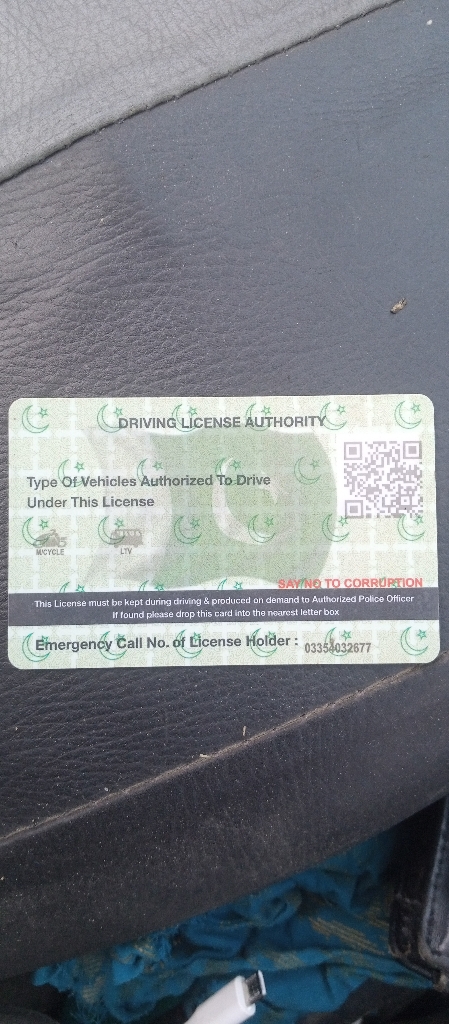 DRIVING LICENSE AUTHORITY
Type Of Vehicles Authorized To Drive
Under This License
M/CYCLE LTV
SAY NO TO CORRUPTION
This License must be kept during driving & produced on demand to Authorized Police Officer
If found please drop this card into the nearest letter box
Emergency Call No. of License Holder : 03354032677